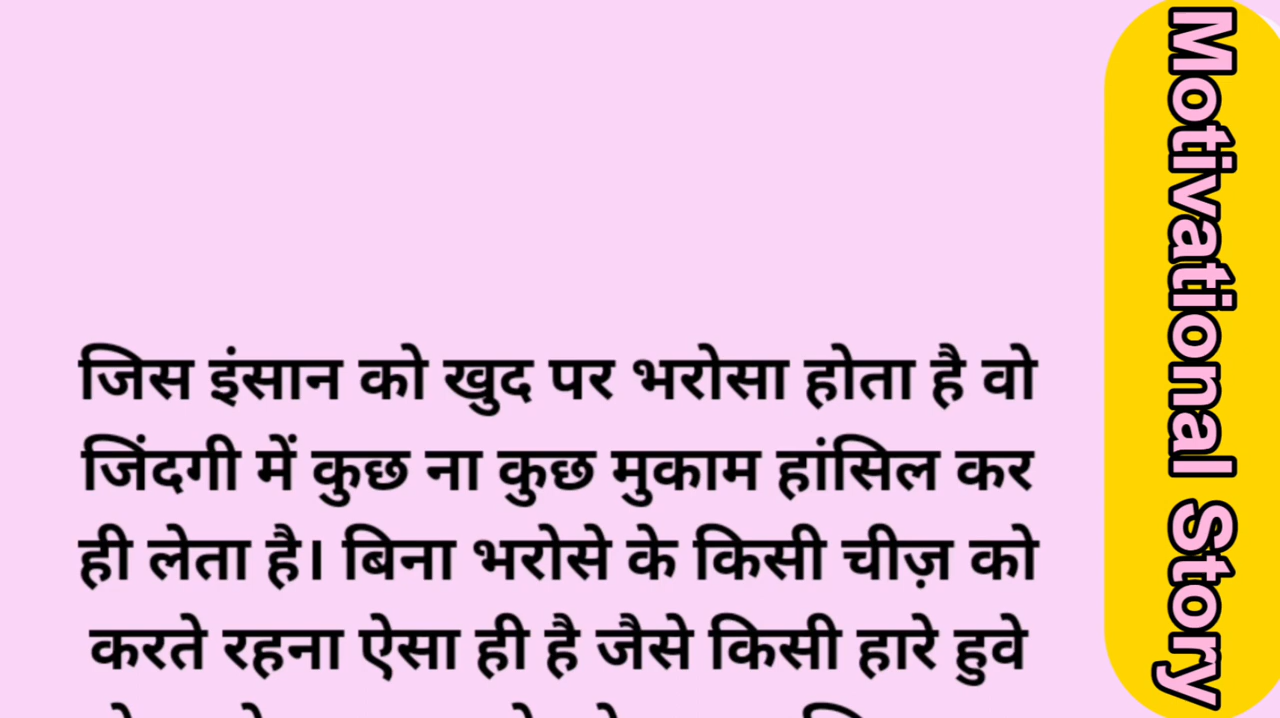 जिस इंसान को खुद पर भरोसा होता है वो
जिंदगी में कुछ ना कुछ मुकाम हांसिल कर
ही लेता है। बिना भरोसे के किसी चीज़ को
करते रहना ऐसा ही है जैसे किसी हारे हुवे
Motivational Story